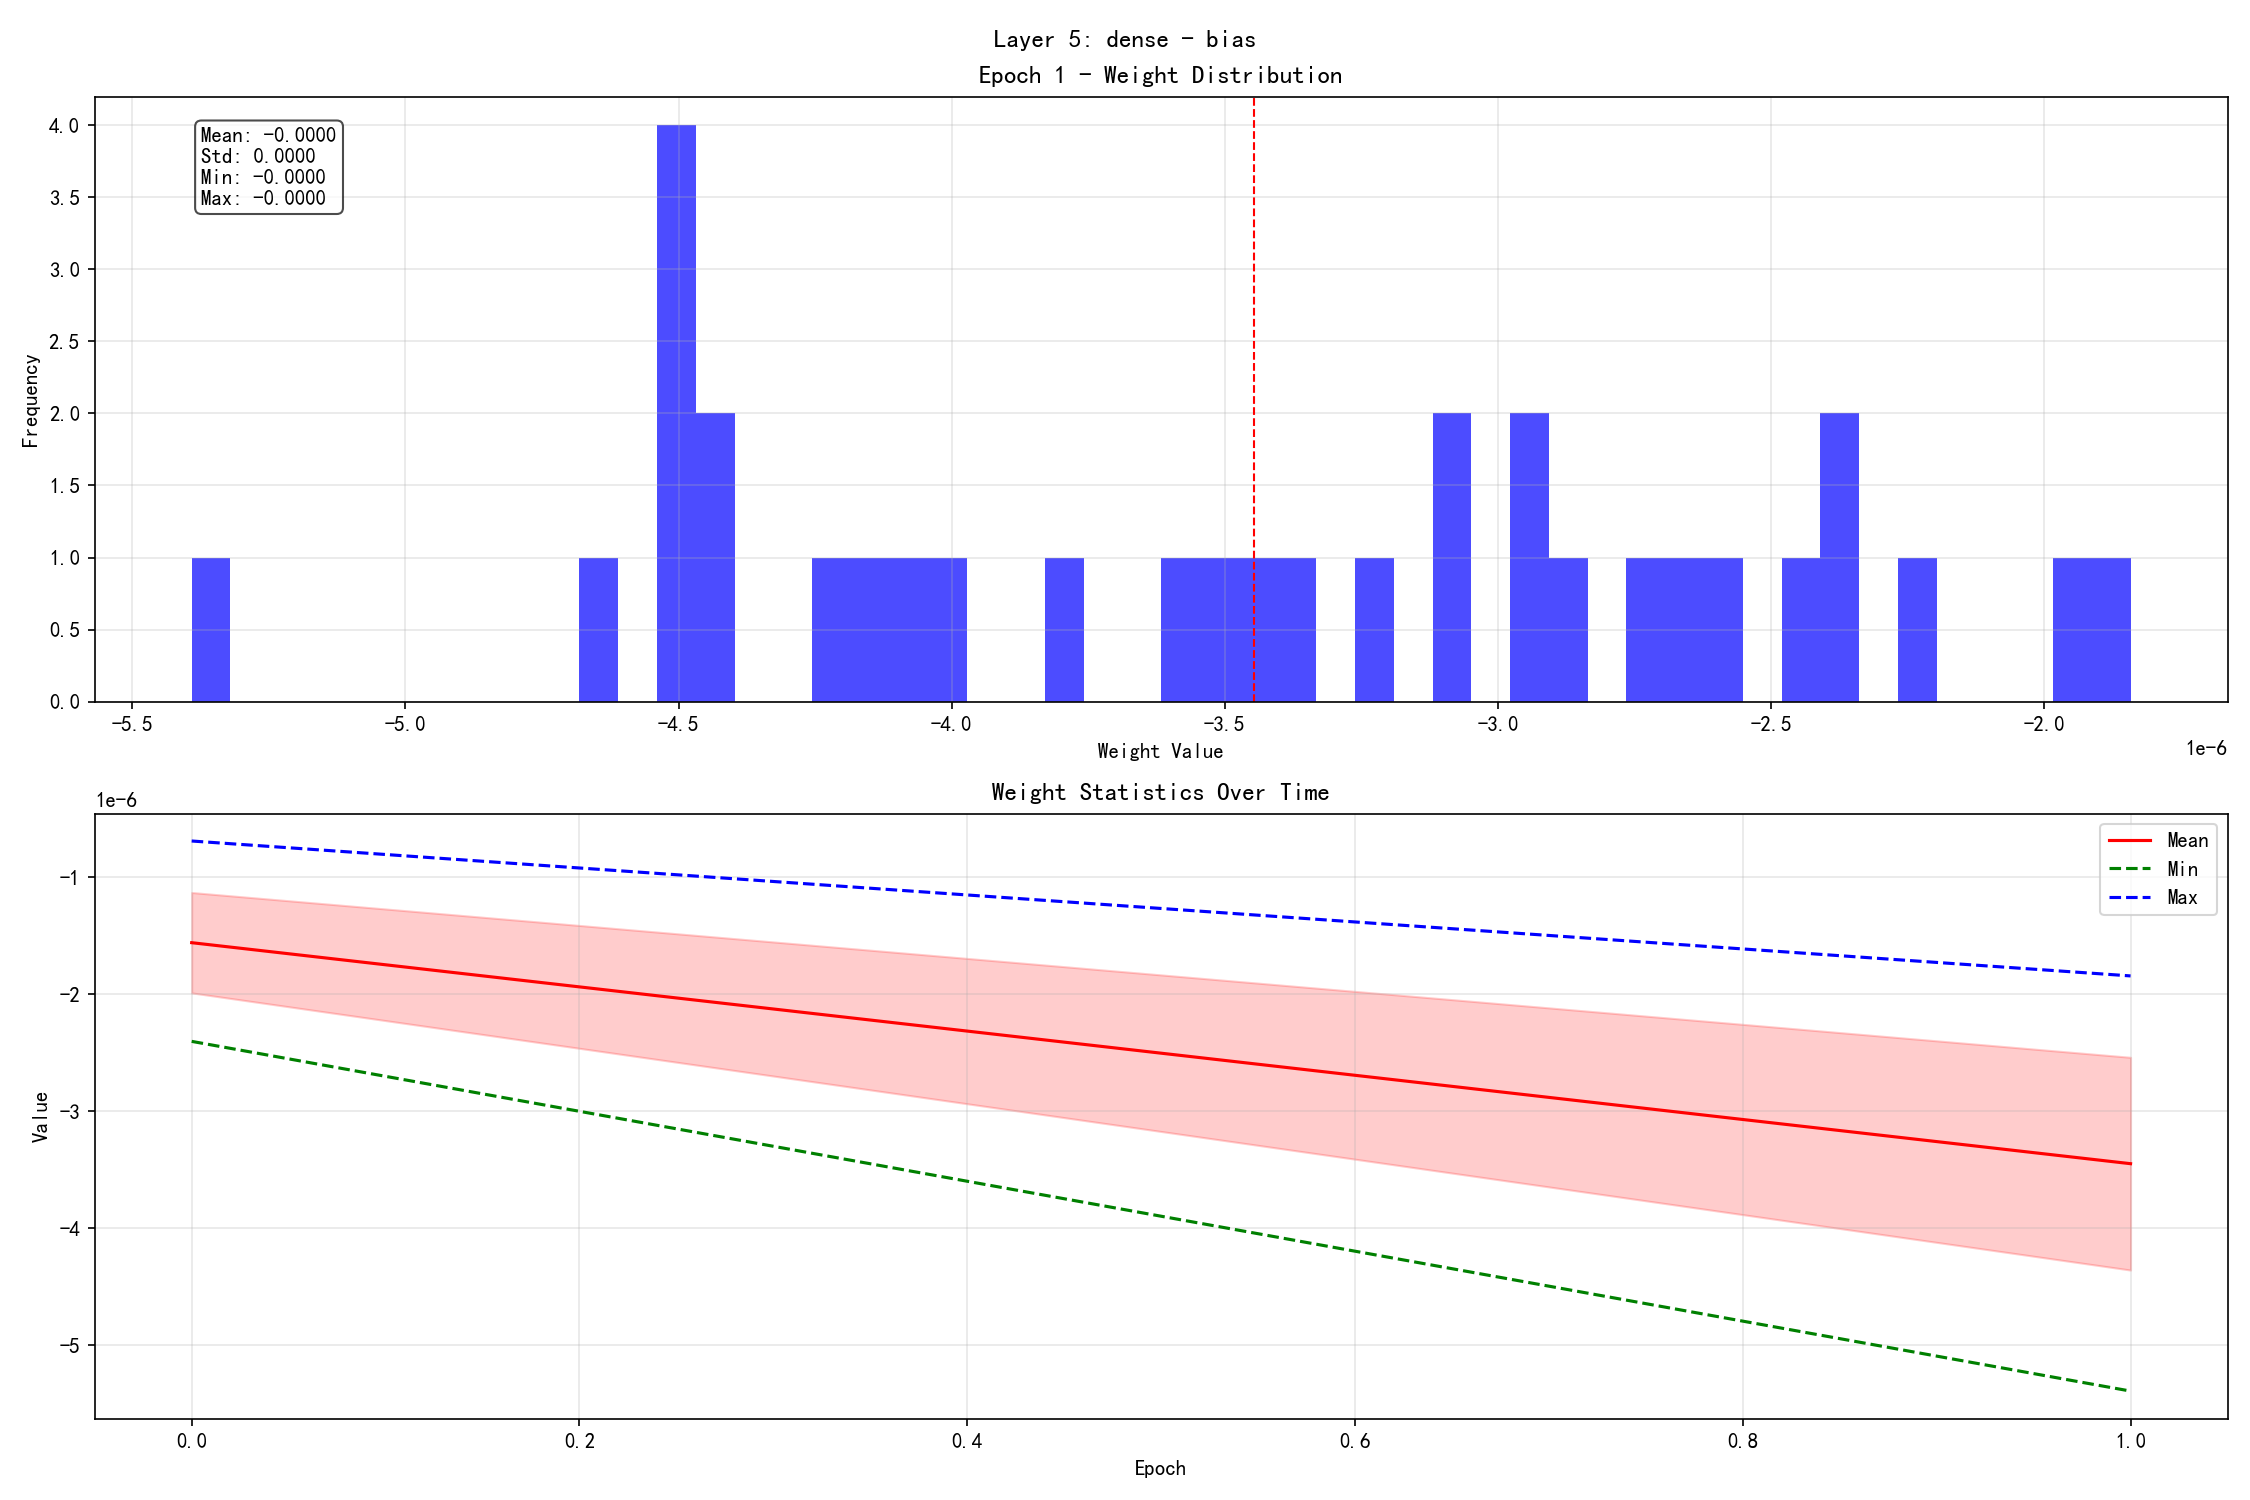 Layer 5: dense - bias
Epoch 1 - Weight Distribution
Mean: -0.0000
Std: 0.0000
Min: -0.0000
Max: -0.0000
Frequency
4.0
3.5
3.0
2.5
2.0
1.5
1.0
0.5
0.0
-5.5 -5.0 -4.5 -4.0 -3.5 -3.0 -2.5 -2.0
1e-6
Weight Value
Weight Statistics Over Time
1e-6
Mean
Min
Max
Value
-1
-2
-3
-4
-5
0.0 0.2 0.4 0.6 0.8 1.0
Epoch